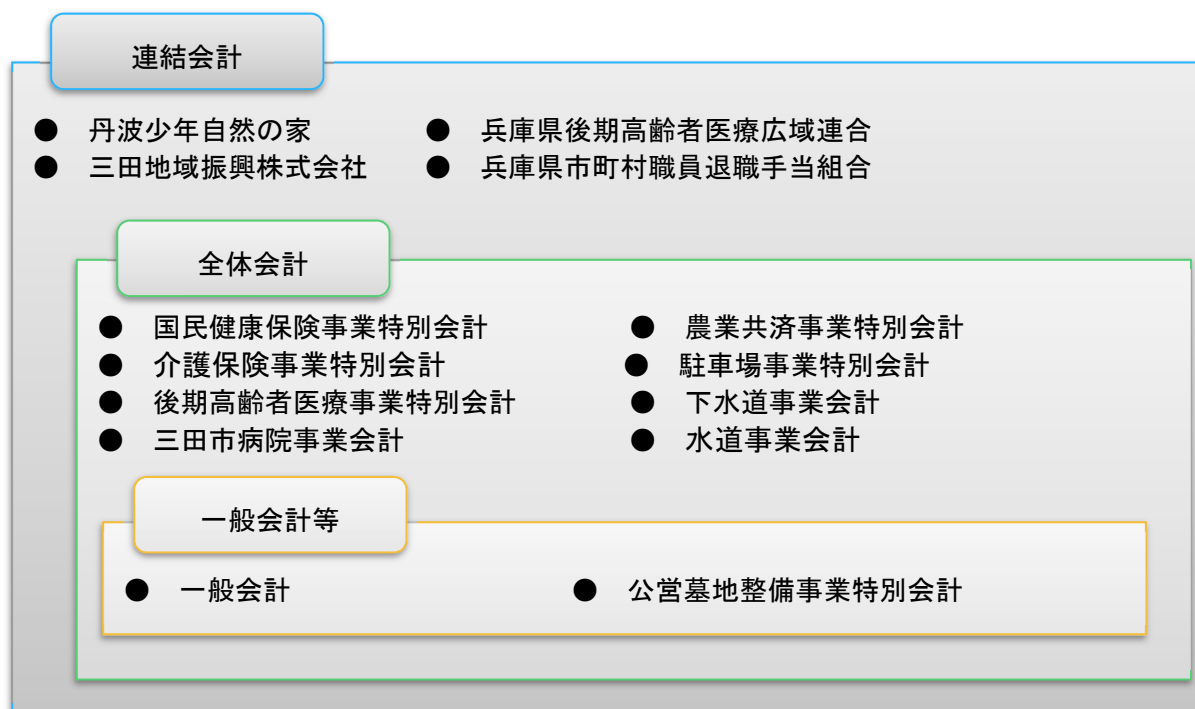 連結会計
● 丹波少年自然の家 ● 兵庫県後期高齢者医療広域連合
● 三田地域振興株式会社 ● 兵庫県市町村職員退職手当組合
全体会計
● 国民健康保険事業特別会計 ● 農業共済事業特別会計
● 介護保険事業特別会計 ● 駐車場事業特別会計
● 後期高齢者医療事業特別会計 ● 下水道事業会計
● 三田市病院事業会計 ● 水道事業会計
一般会計等
● 一般会計 ● 公営墓地整備事業特別会計